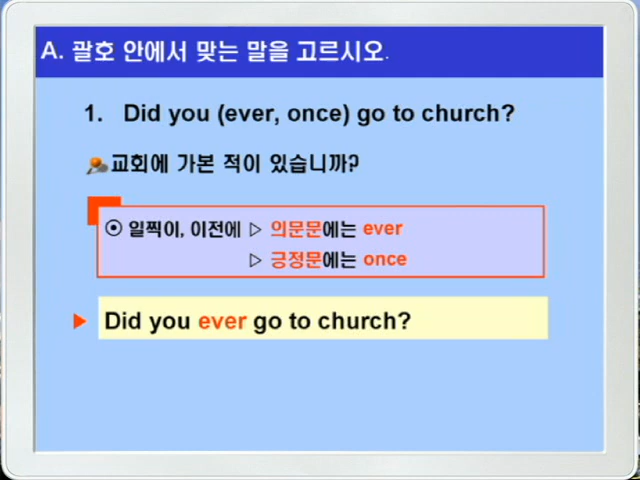 A. 괄호 안에서 맞는 말을 고르시오.
1. Did you (ever, once) go to church?
교회에 가본 적이 있습니까?
⊙ 일찍이, 이전에 ▷ 의문문에는 ever
▷ 긍정문에는 once
▶ Did you ever go to church?